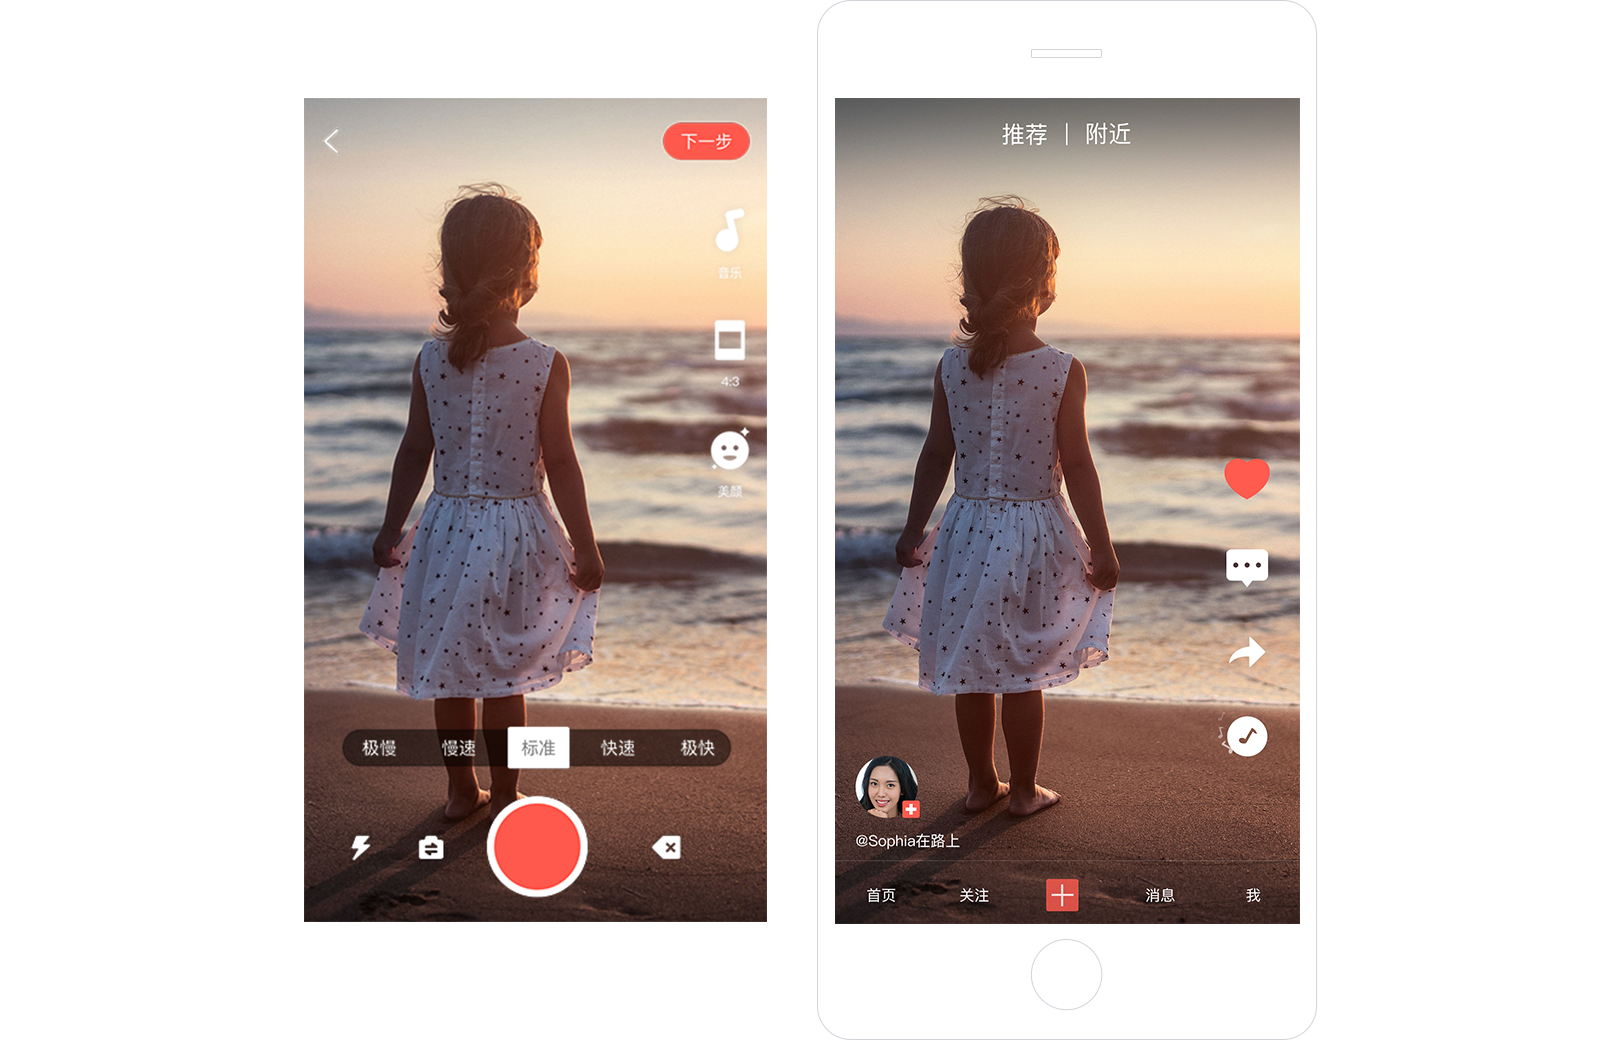 下一步
音乐
4:3
美颜
极慢 慢速 标准 快速 极快
推荐 | 附近
@Sophia在路上
首页 关注 消息 我